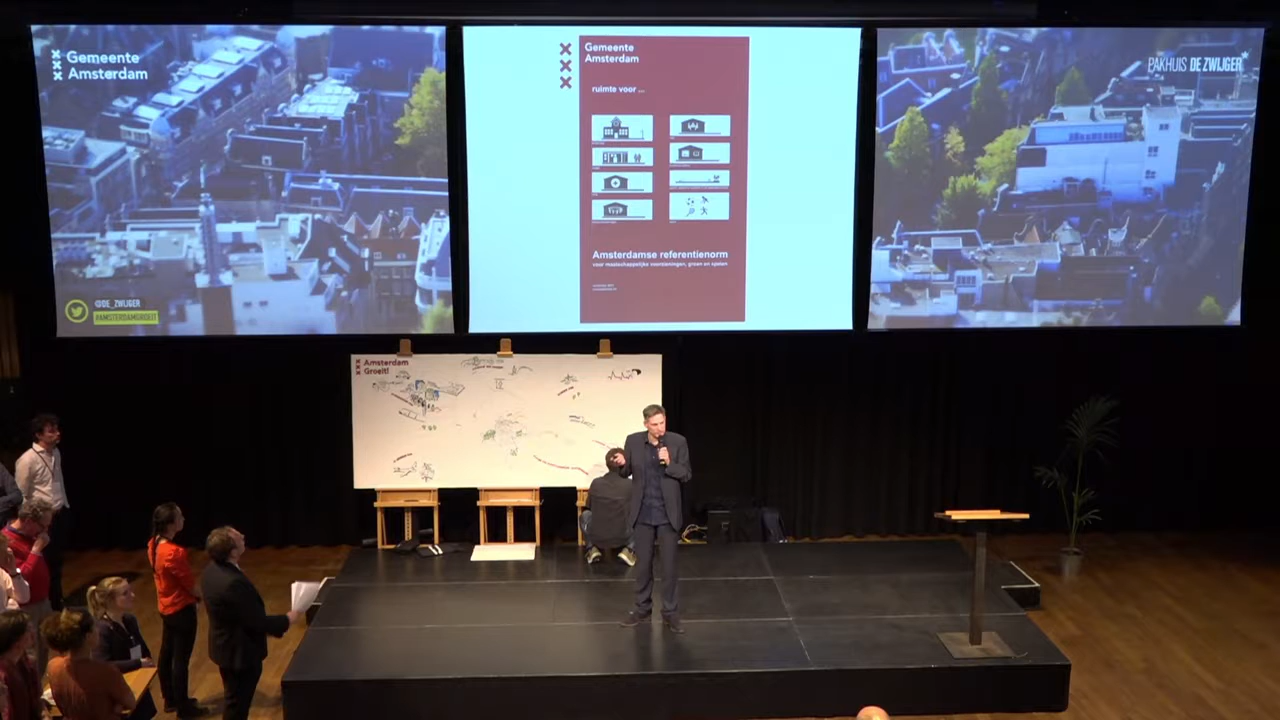 Gemeente
Amsterdam
@DE_ZWIJGER
#AMSTERDAMGROEIT
Gemeente
Amsterdam
ruimte voor ...
Amsterdamse referentienorm
voor maatschappelijke voorzieningen, groen en spelen
PAKHUIS DE ZWIJGER
Amsterdam
Groeit!